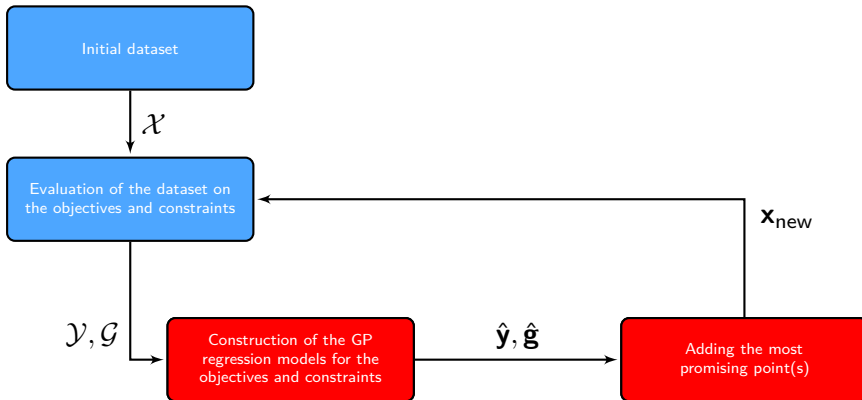 Initial dataset
𝒳
Evaluation of the dataset on
the objectives and constraints
x_new
𝒴, 𝒢
Construction of the GP
regression models for the
objectives and constraints
ŷ, ĝ
Adding the most
promising point(s)